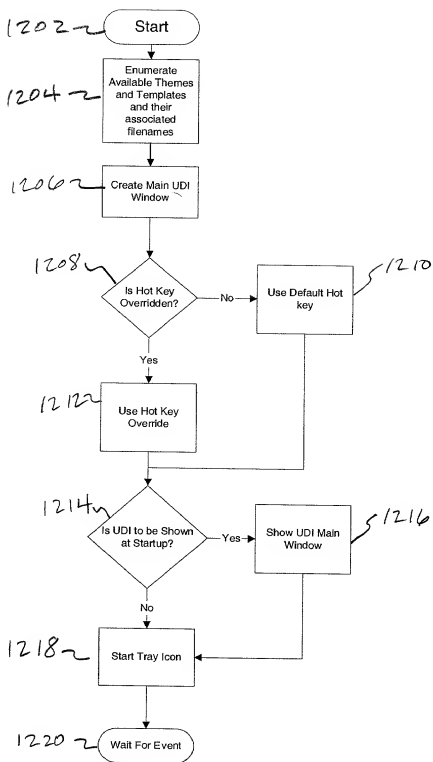 1202
Start
1204
Enumerate
Available Themes
and Templates
and their
associated
filenames
1206
Create Main UDI
Window
1208
Is Hot Key
Overridden?
No
1210
Use Default Hot
key
Yes
1212
Use Hot Key
Override
1214
Is UDI to be Shown
at Startup?
Yes
1216
Show UDI Main
Window
No
1218
Start Tray Icon
1220
Wait For Event